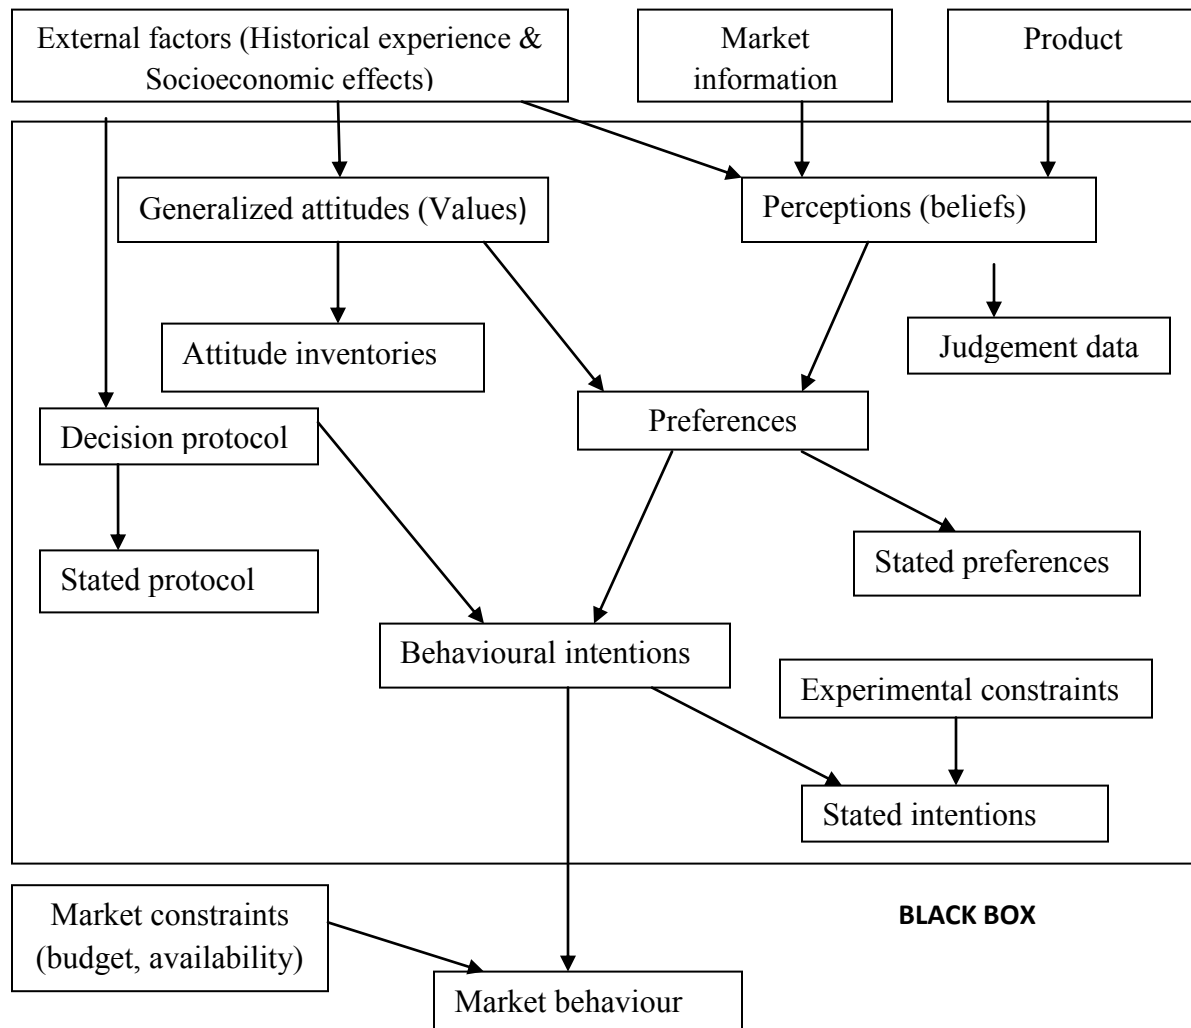 External factors (Historical experience &
Socioeconomic effects)
Market
information
Product
Generalized attitudes (Values)
Perceptions (beliefs)
Attitude inventories
Judgement data
Preferences
Decision protocol
Stated protocol
Stated preferences
Behavioural intentions
Experimental constraints
Stated intentions
Market constraints
(budget, availability)
BLACK BOX
Market behaviour